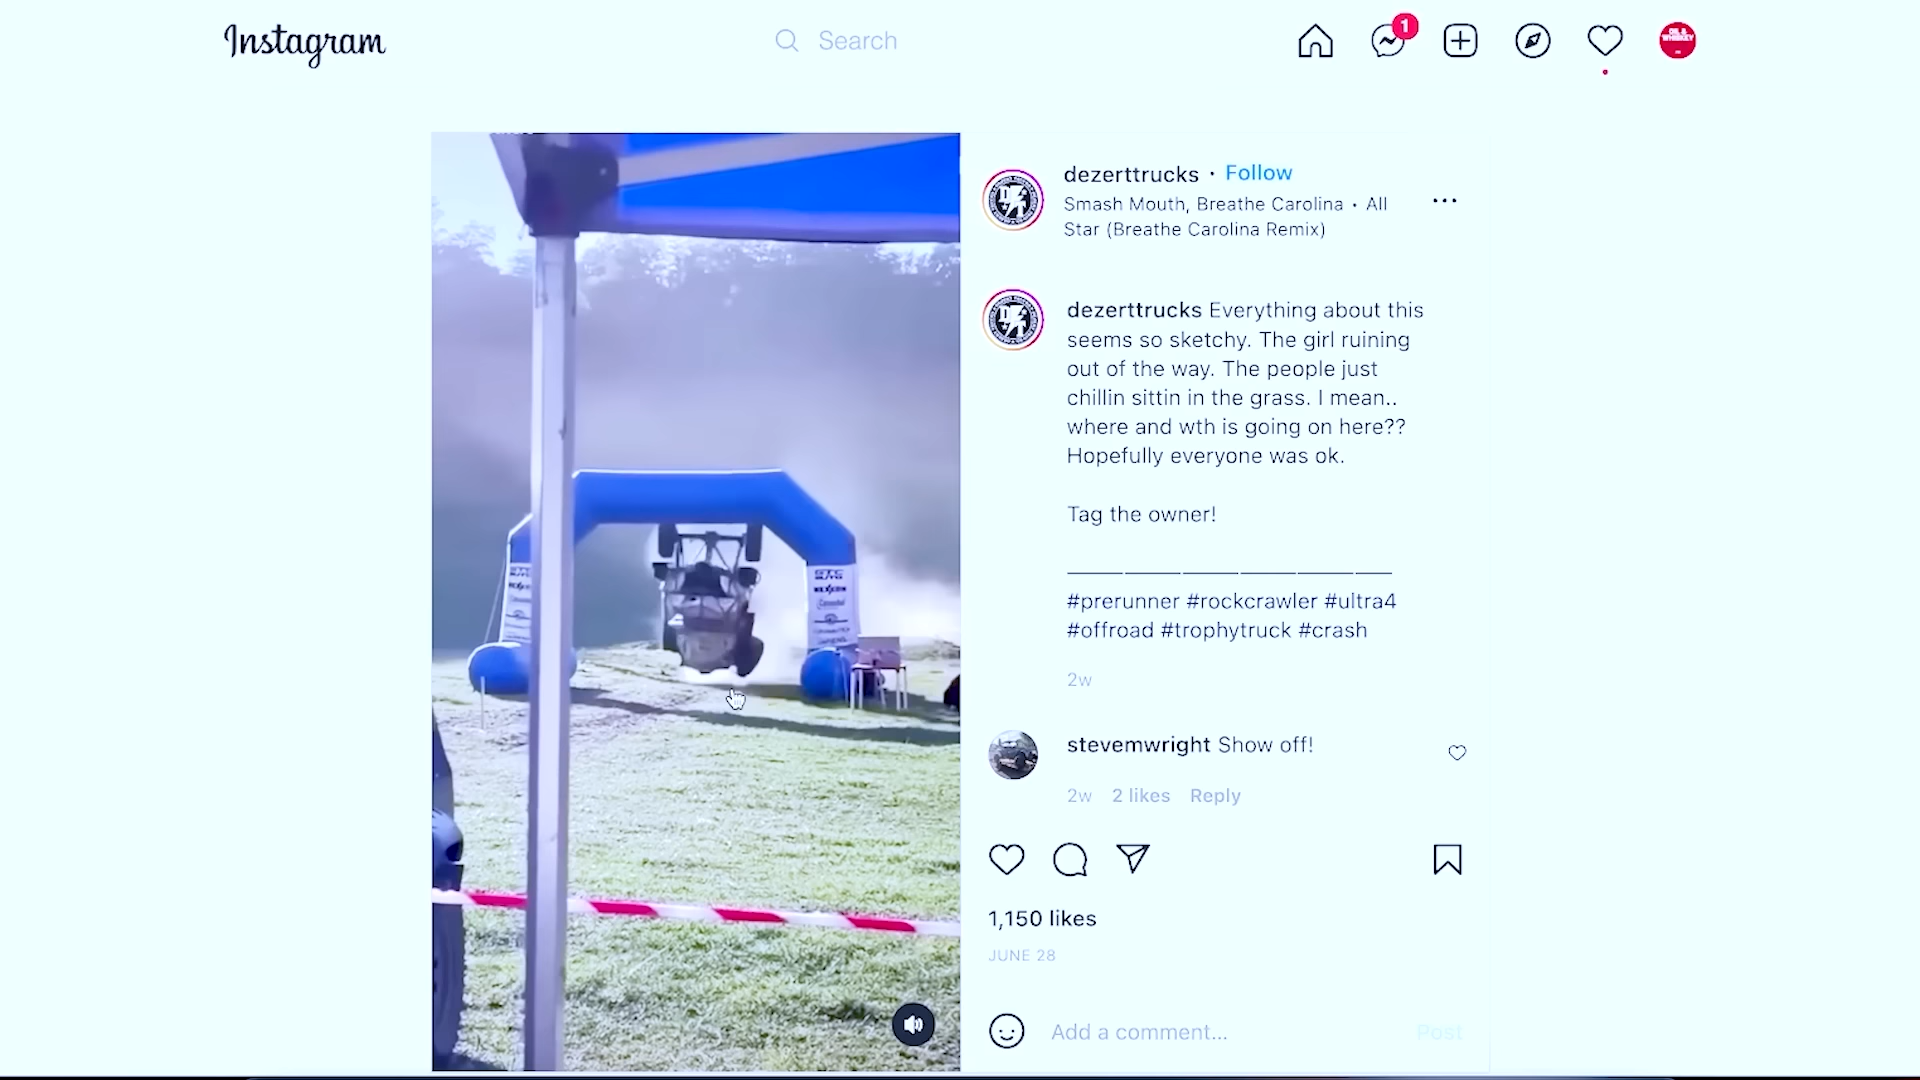 Instagram
Search
1
OIL &
WHISKEY
dezerttrucks • Follow
Smash Mouth, Breathe Carolina • All
Star (Breathe Carolina Remix)
dezerttrucks Everything about this
seems so sketchy. The girl ruining
out of the way. The people just
chillin sittin in the grass. I mean..
where and wth is going on here??
Hopefully everyone was ok.
Tag the owner!
#prerunner #rockcrawler #ultra4
#offroad #trophytruck #crash
2w
stevemwright Show off!
2w 2 likes Reply
1,150 likes
JUNE 28
Add a comment...
Post